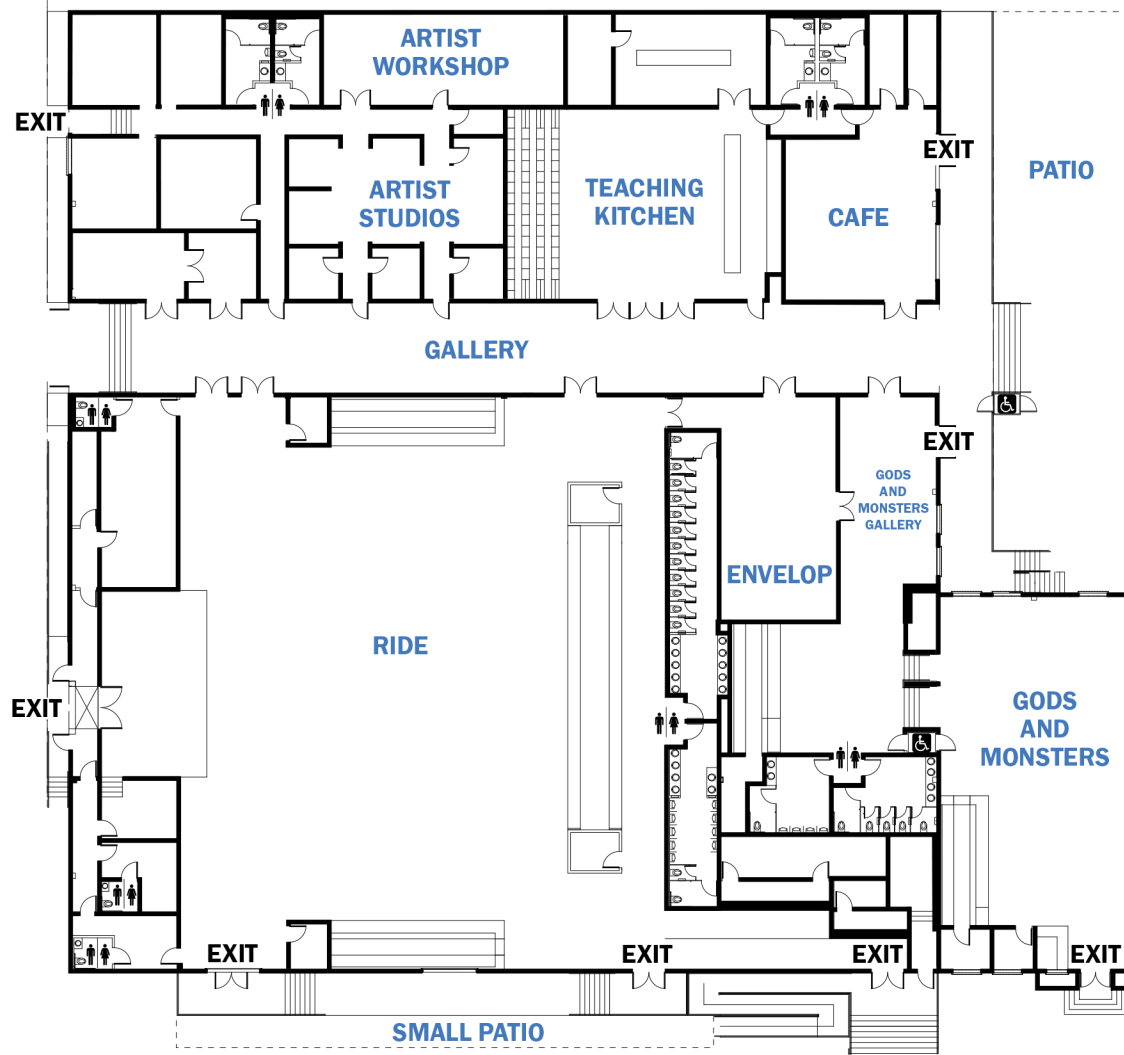 ARTIST
WORKSHOP
EXIT
EXIT
PATIO
ARTIST
STUDIOS
TEACHING
KITCHEN
CAFE
GALLERY
EXIT
GODS
AND
MONSTERS
GALLERY
ENVELOP
RIDE
EXIT
GODS
AND
MONSTERS
EXIT
EXIT
EXIT
EXIT
SMALL PATIO